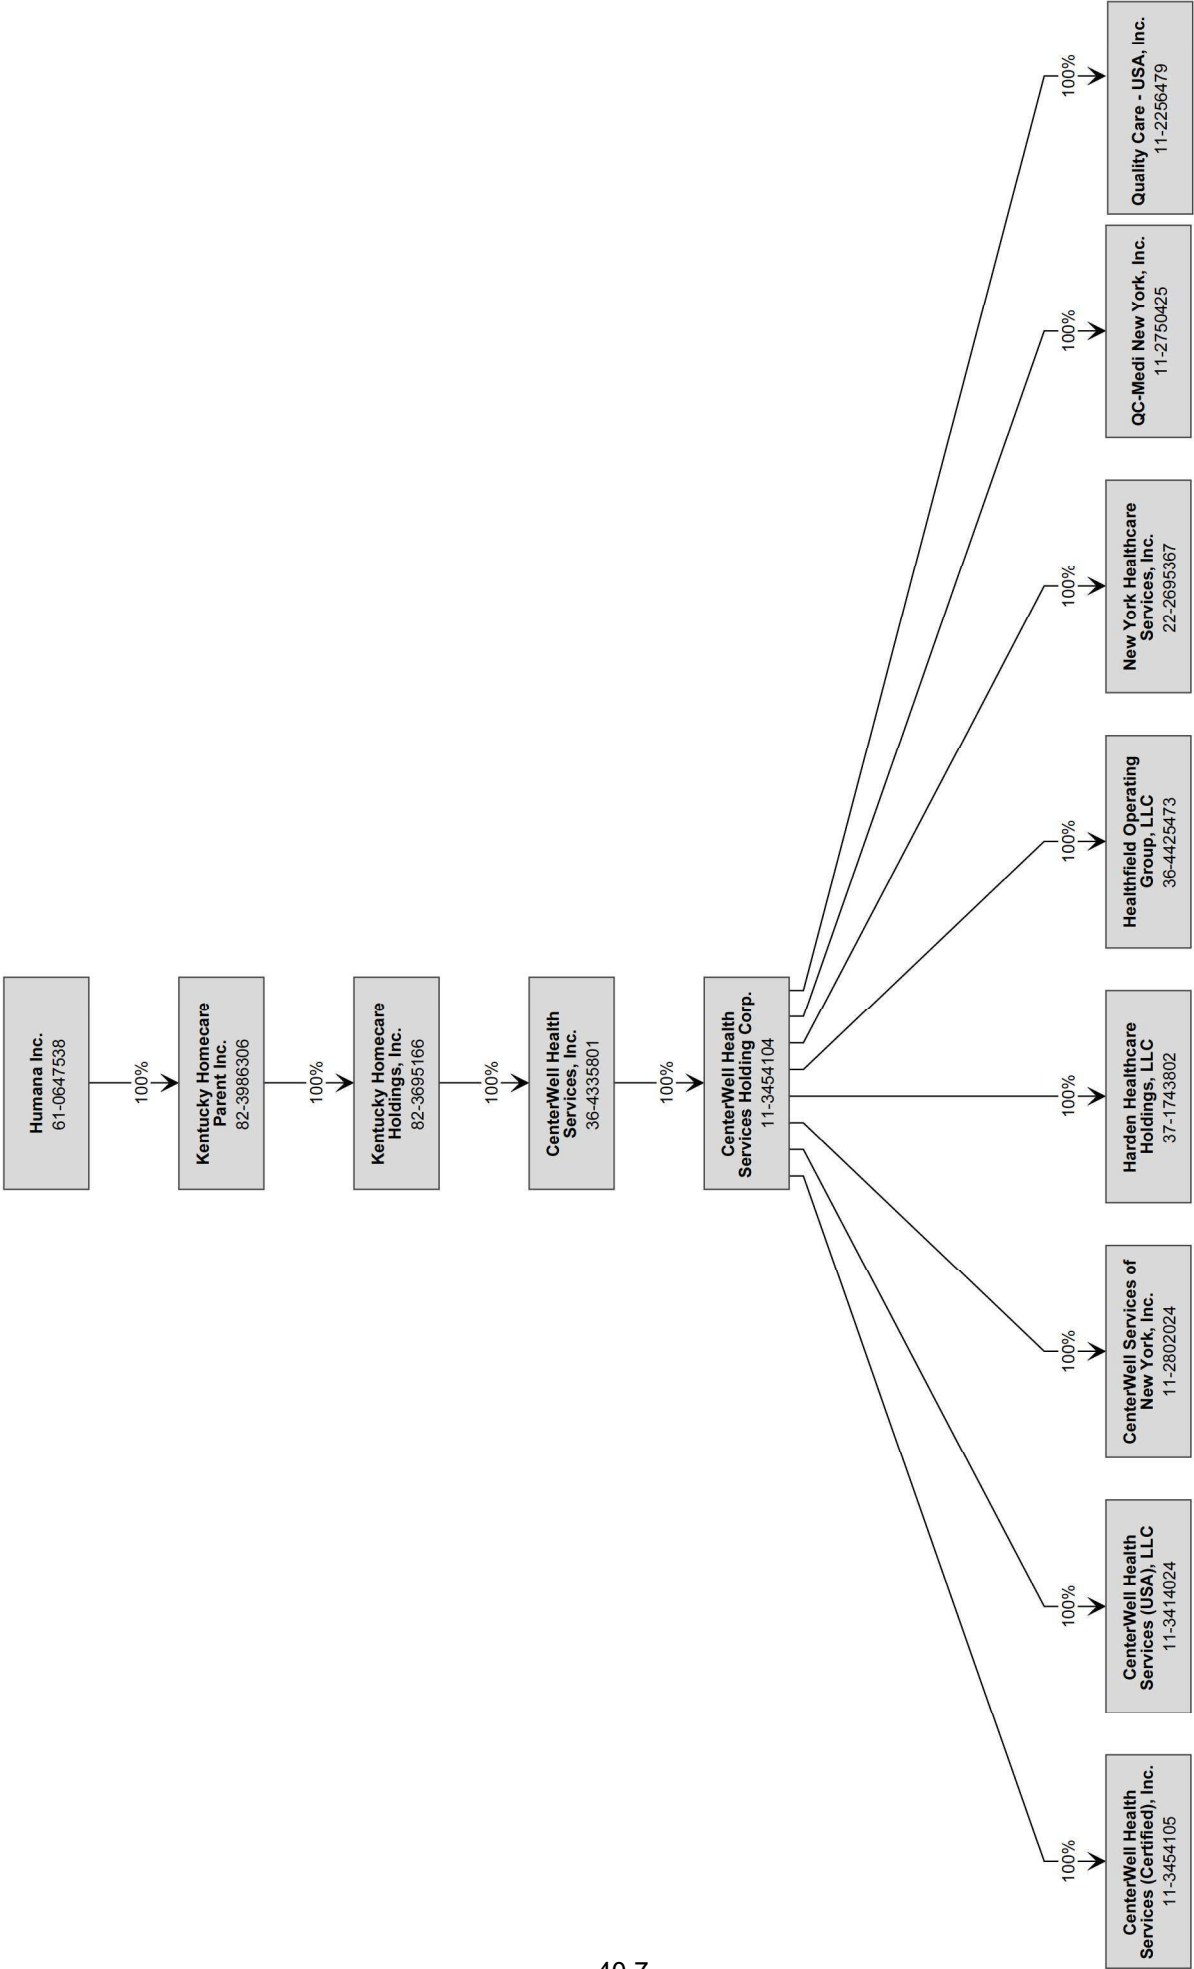 Humana Inc.
61-0647538
100%
Kentucky Homecare
Parent Inc.
82-3986306
100%
Kentucky Homecare
Holdings, Inc.
82-3695166
100%
CenterWell Health
Services, Inc.
36-4335801
100%
CenterWell Health
Services Holding Corp.
11-3454104
100%
100%
100%
100%
100%
100%
100%
100%
CenterWell Health
Services (Certified), Inc.
11-3454105
CenterWell Health
Services (USA), LLC
11-3414024
CenterWell Services of
New York, Inc.
11-2802024
Harden Healthcare
Holdings, LLC
37-1743802
Healthfield Operating
Group, LLC
36-4425473
New York Healthcare
Services, Inc.
22-2695367
QC-Medi New York, Inc.
11-2750425
Quality Care - USA, Inc.
11-2256479